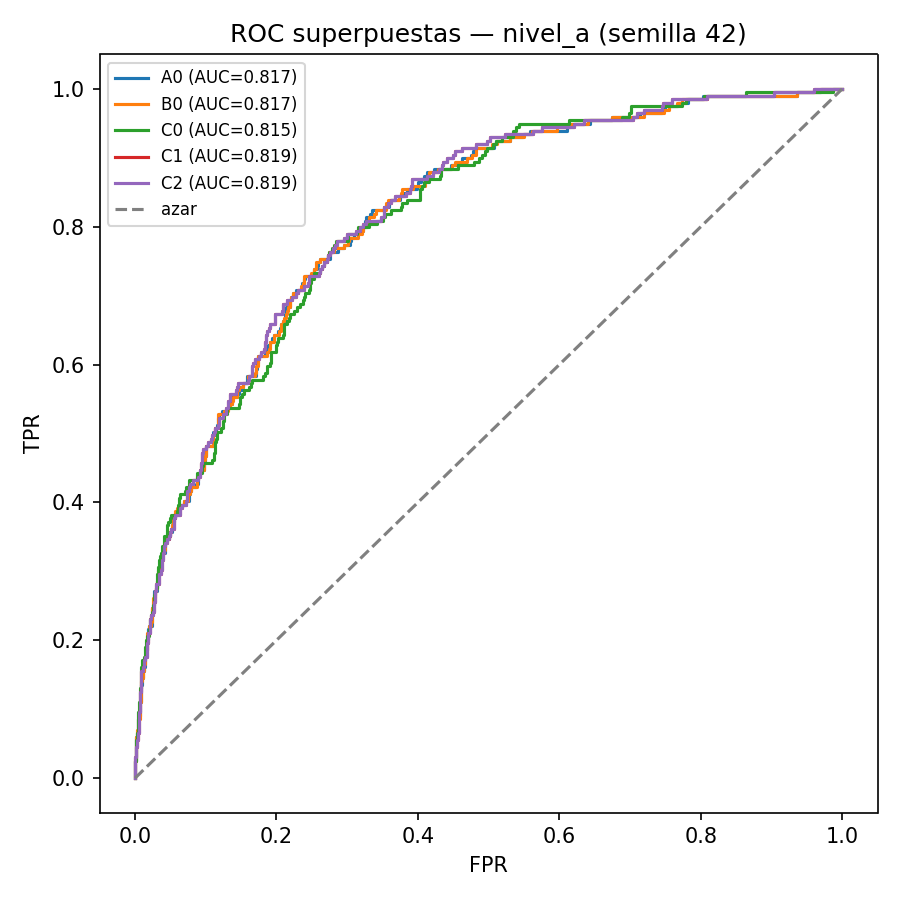 ROC superpuestas — nivel_a (semilla 42)
A0 (AUC=0.817)
B0 (AUC=0.817)
C0 (AUC=0.815)
C1 (AUC=0.819)
C2 (AUC=0.819)
azar
1.0
0.8
0.6
0.4
0.2
0.0
TPR
0.0 0.2 0.4 0.6 0.8 1.0
FPR